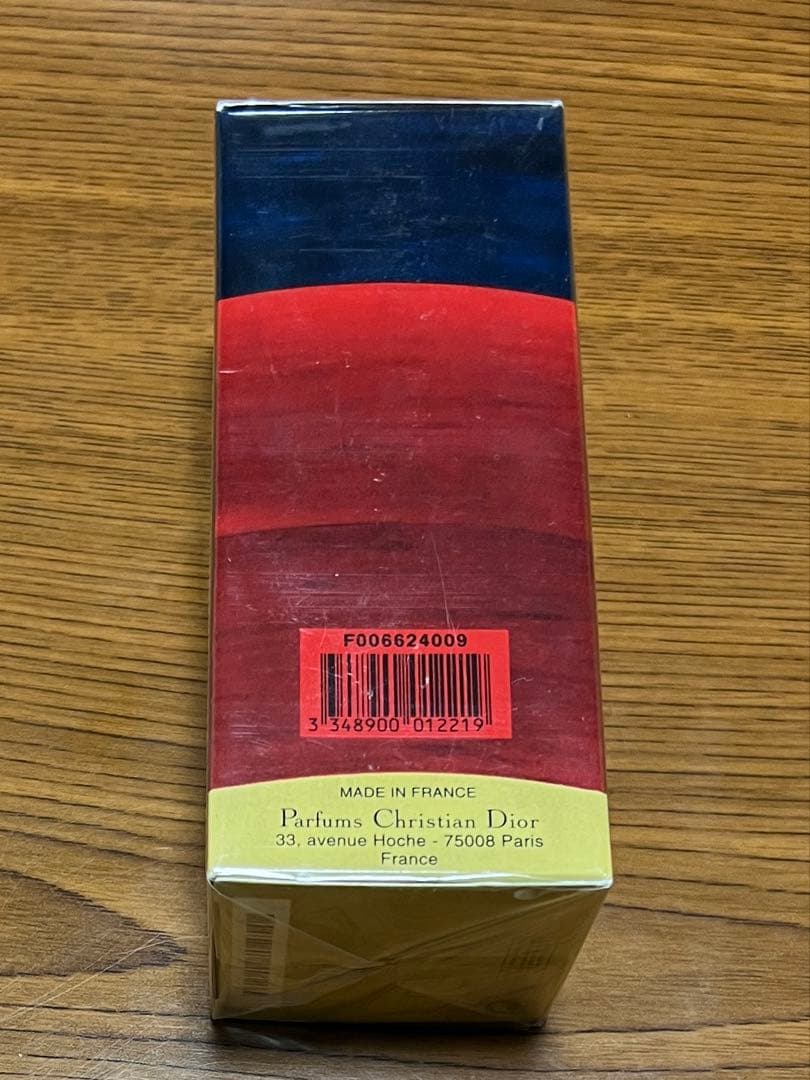 F006624009
3 348900 012219
MADE IN FRANCE
Parfums Christian Dior
33, avenue Hoche - 75008 Paris
France